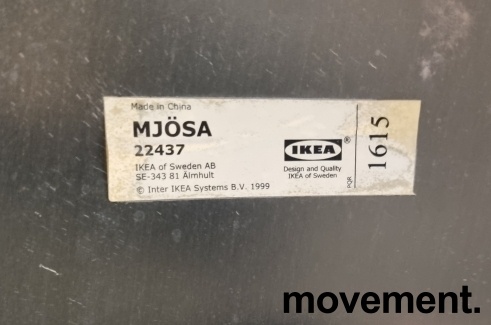 Made in China
MJÖSA
22437
IKEA of Sweden AB
SE-343 81 Älmhult
© Inter IKEA Systems B.V. 1999
IKEA®
Design and Quality
IKEA of Sweden
PQR
1615
movement.